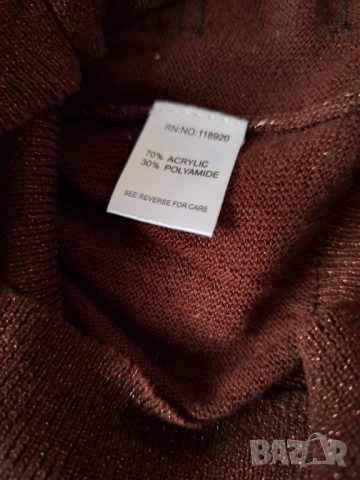 RN:NO:118920
70% ACRYLIC
30% POLYAMIDE
SEE REVERSE FOR CARE
BAZAR